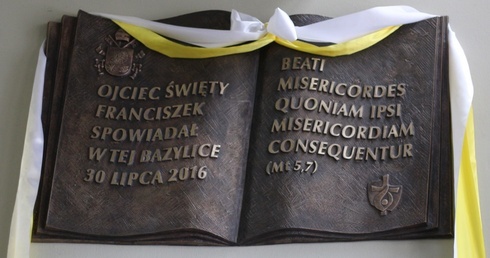 OJCIEC ŚWIĘTY
FRANCISZEK
SPOWIADAŁ
W TEJ BAZYLICE
30 LIPCA 2016
BEATI
MISERICORDES
QUONIAM IPSI
MISERICORDIAM
CONSEQUENTUR
(Mt 5,7)